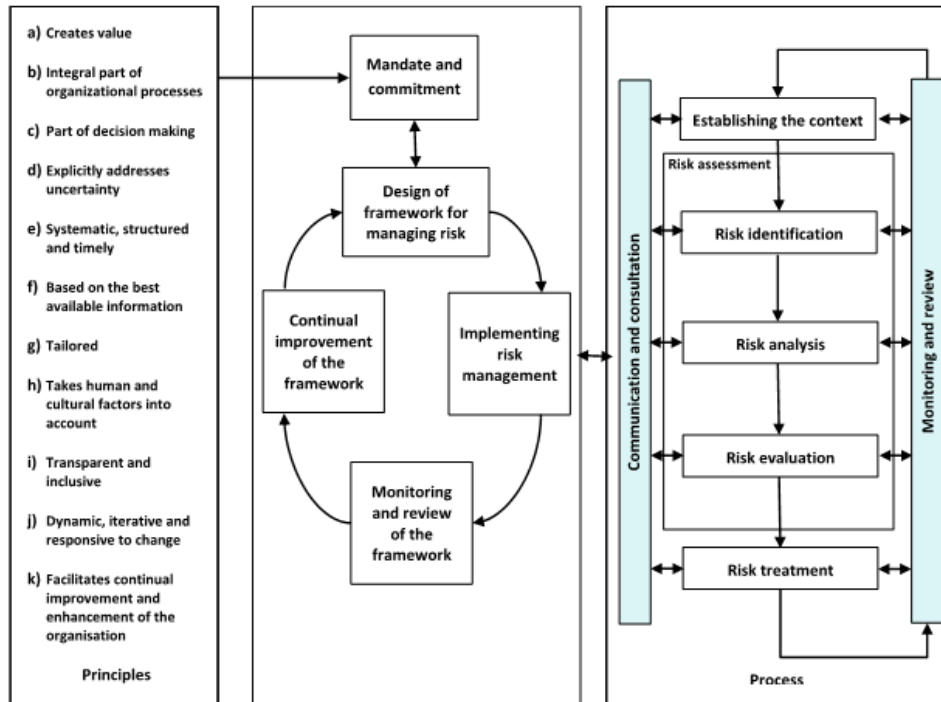 a) Creates value
b) Integral part of
organizational processes
c) Part of decision making
d) Explicitly addresses
uncertainty
e) Systematic, structured
and timely
f) Based on the best
available information
g) Tailored
h) Takes human and
cultural factors into
account
i) Transparent and
inclusive
j) Dynamic, iterative and
responsive to change
k) Facilitates continual
improvement and
enhancement of the
organisation
Principles
Mandate and
commitment
Design of
framework for
managing risk
Implementing
risk
management
Monitoring
and review
of the
framework
Continual
improvement
of the
framework
Communication and consultation
Establishing the context
Risk assessment
Risk identification
Risk analysis
Risk evaluation
Risk treatment
Monitoring and review
Process